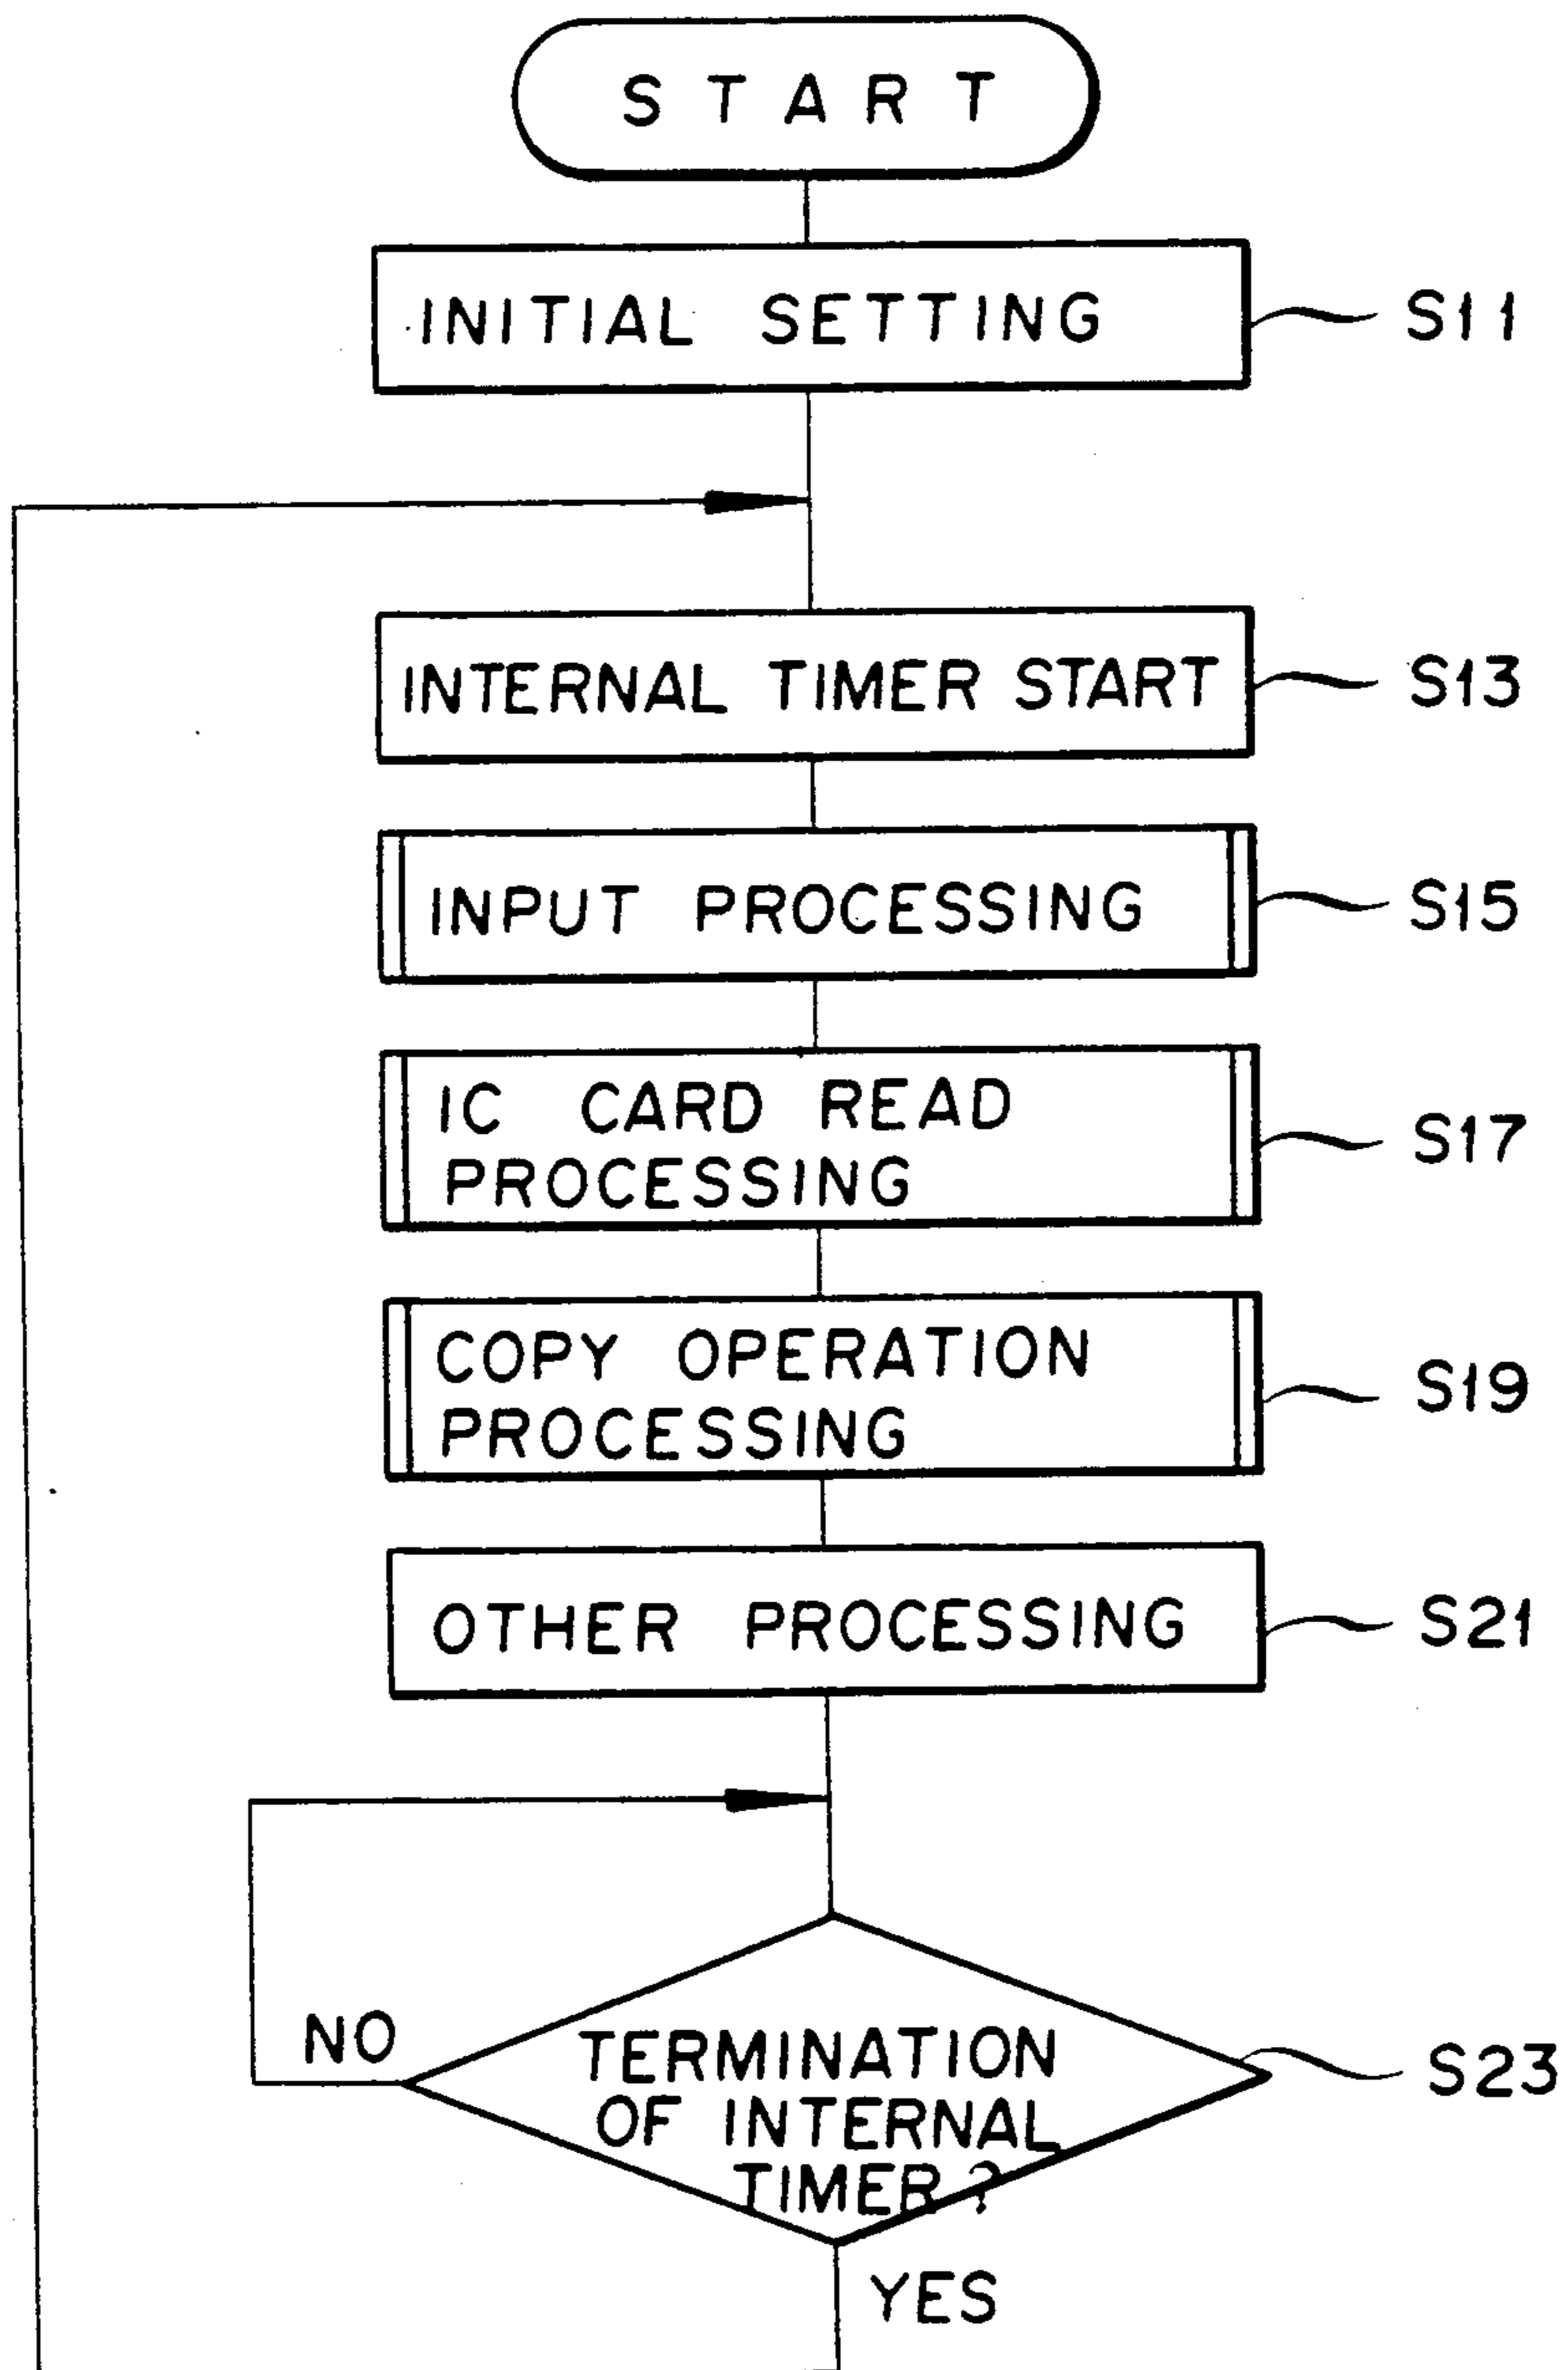 START
INITIAL SETTING
S11
INTERNAL TIMER START
S13
INPUT PROCESSING
S15
IC CARD READ
PROCESSING
S17
COPY OPERATION
PROCESSING
S19
OTHER PROCESSING
S21
NO
TERMINATION
OF INTERNAL
TIMER?
S23
YES